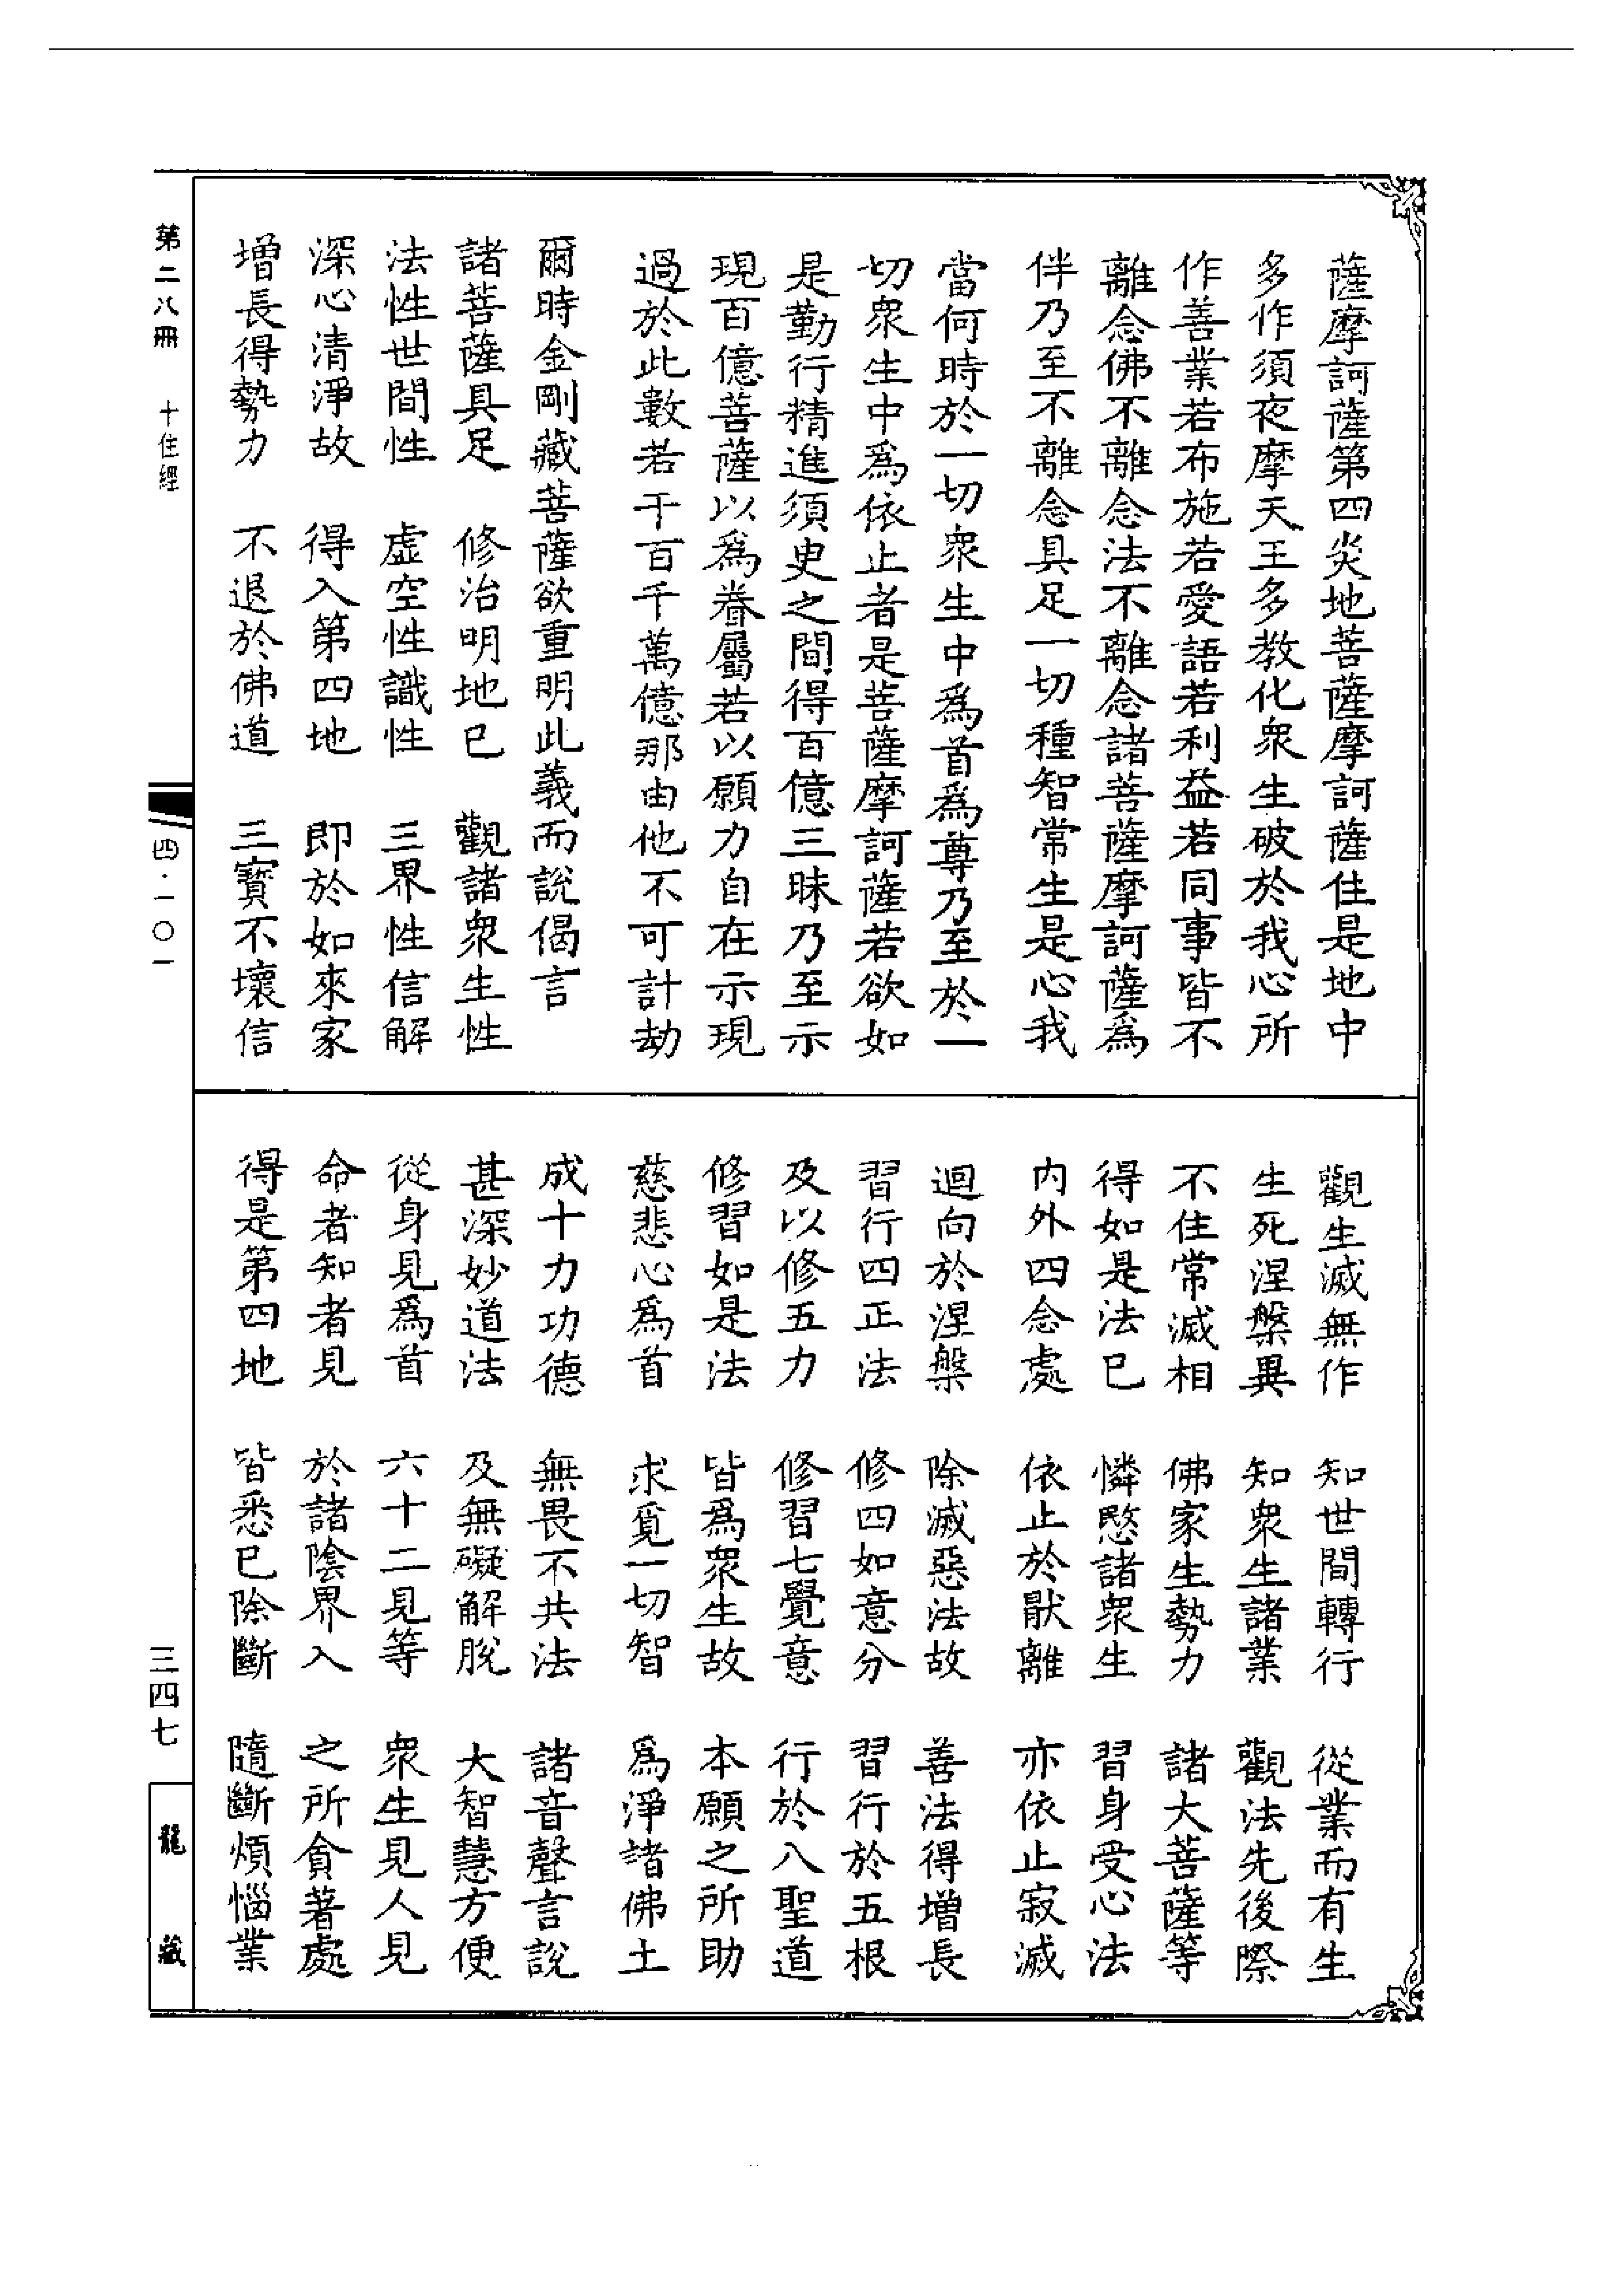 薩摩訶薩第四炎地菩薩摩訶薩住是地中
多作須夜摩天王多教化衆生破於我心所
作善業若布施若愛語若利益若同事皆不
離念佛不離念法不離念諸菩薩摩訶薩爲
伴乃至不離念具足一切種智常生是心我
當何時於一切衆生中爲首爲尊乃至於一
切衆生中爲依止者是菩薩摩訶薩若欲如
是勤行精進須史之間得百億三昧乃至示
現百億菩薩以爲眷屬若以願力自在示現
過於此數若干百千萬億那由他不可計劫
爾時金剛藏菩薩欲重明此義而說偈言
諸菩薩具足　修治明地已　觀諸衆生性
法性世間性　虛空性識性　三界性信解
深心清淨故　得入第四地　即於如來家
增長得勢力　不退於佛道　三寶不壞信
觀生滅無作　知世間轉行　從業而有生
生死涅槃異　知衆生諸業　觀法先後際
不住常滅相　佛家生勢力　諸大菩薩等
得如是法已　憐愍諸衆生　習身受心法
內外四念處　依止於猒離　亦依止寂滅
迴向於涅槃　除滅惡法故　善法得增長
習行四正法　修四如意分　習行於五根
及以修五力　修習七覺意　行於八聖道
修習如是法　皆爲衆生故　本願之所助
慈悲心爲首　求覓一切智　爲淨諸佛土
成十力功德　無畏不共法　諸音聲言說
甚深妙道法　及無礙解脫　大智慧方便
從身見爲首　六十二見等　衆生見人見
命者知者見　於諸陰界入　之所貪著處
得是第四地　皆悉已除斷　隨斷煩惱業
第二八冊　十住經
四·一〇一
三四七
龍藏